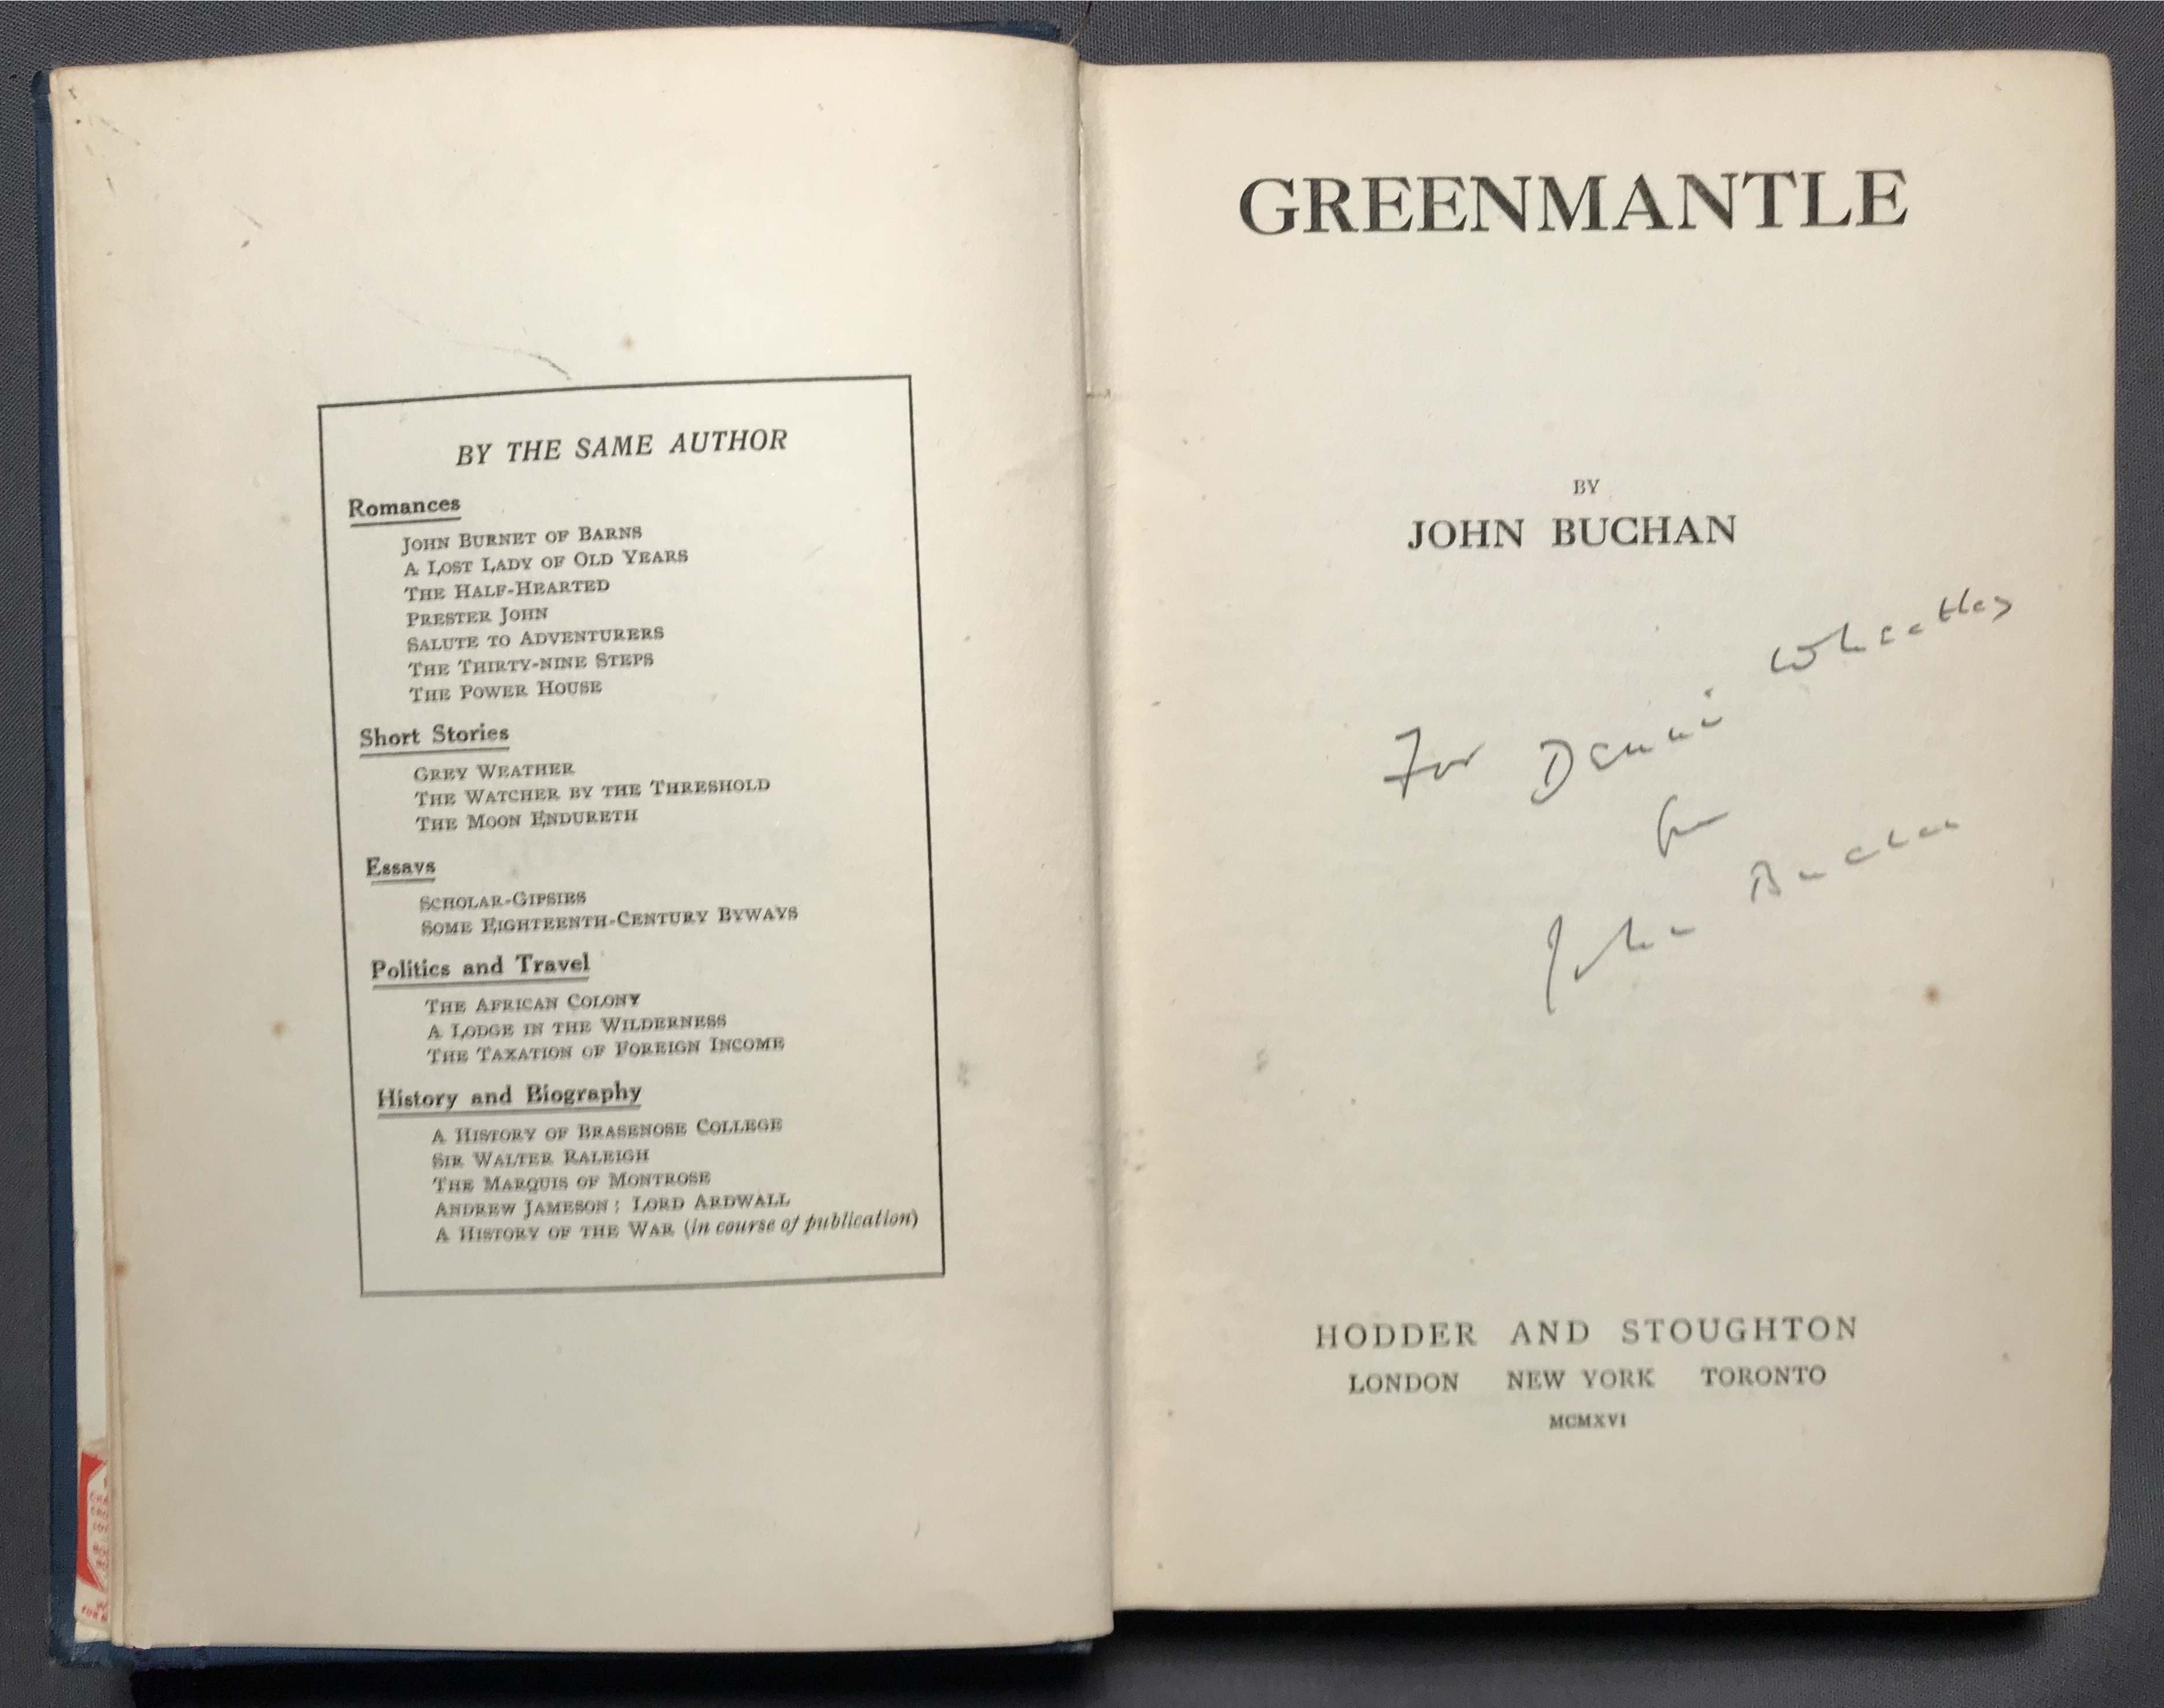 BY THE SAME AUTHOR
Romances
JOHN BURNET OF BARNS
A LOST LADY OF OLD YEARS
THE HALF-HEARTED
PRESTER JOHN
SALUTE TO ADVENTURERS
THE THIRTY-NINE STEPS
THE POWER HOUSE
Short Stories
GREY WEATHER
THE WATCHER BY THE THRESHOLD
THE MOON ENDURETH
Essays
SCHOLAR-GIPSIES
SOME EIGHTEENTH-CENTURY BYWAYS
Politics and Travel
THE AFRICAN COLONY
A LODGE IN THE WILDERNESS
THE TAXATION OF FOREIGN INCOME
History and Biography
A HISTORY OF BRASENOSE COLLEGE
SIR WALTER RALEIGH
THE MARQUIS OF MONTROSE
ANDREW JAMESON; LORD ARDWALL
A HISTORY OF THE WAR (in course of publication)
GREENMANTLE
BY
JOHN BUCHAN
For Dennis Wheatley
from
John Buchan
HODDER AND STOUGHTON
LONDON NEW YORK TORONTO
MCMXVI